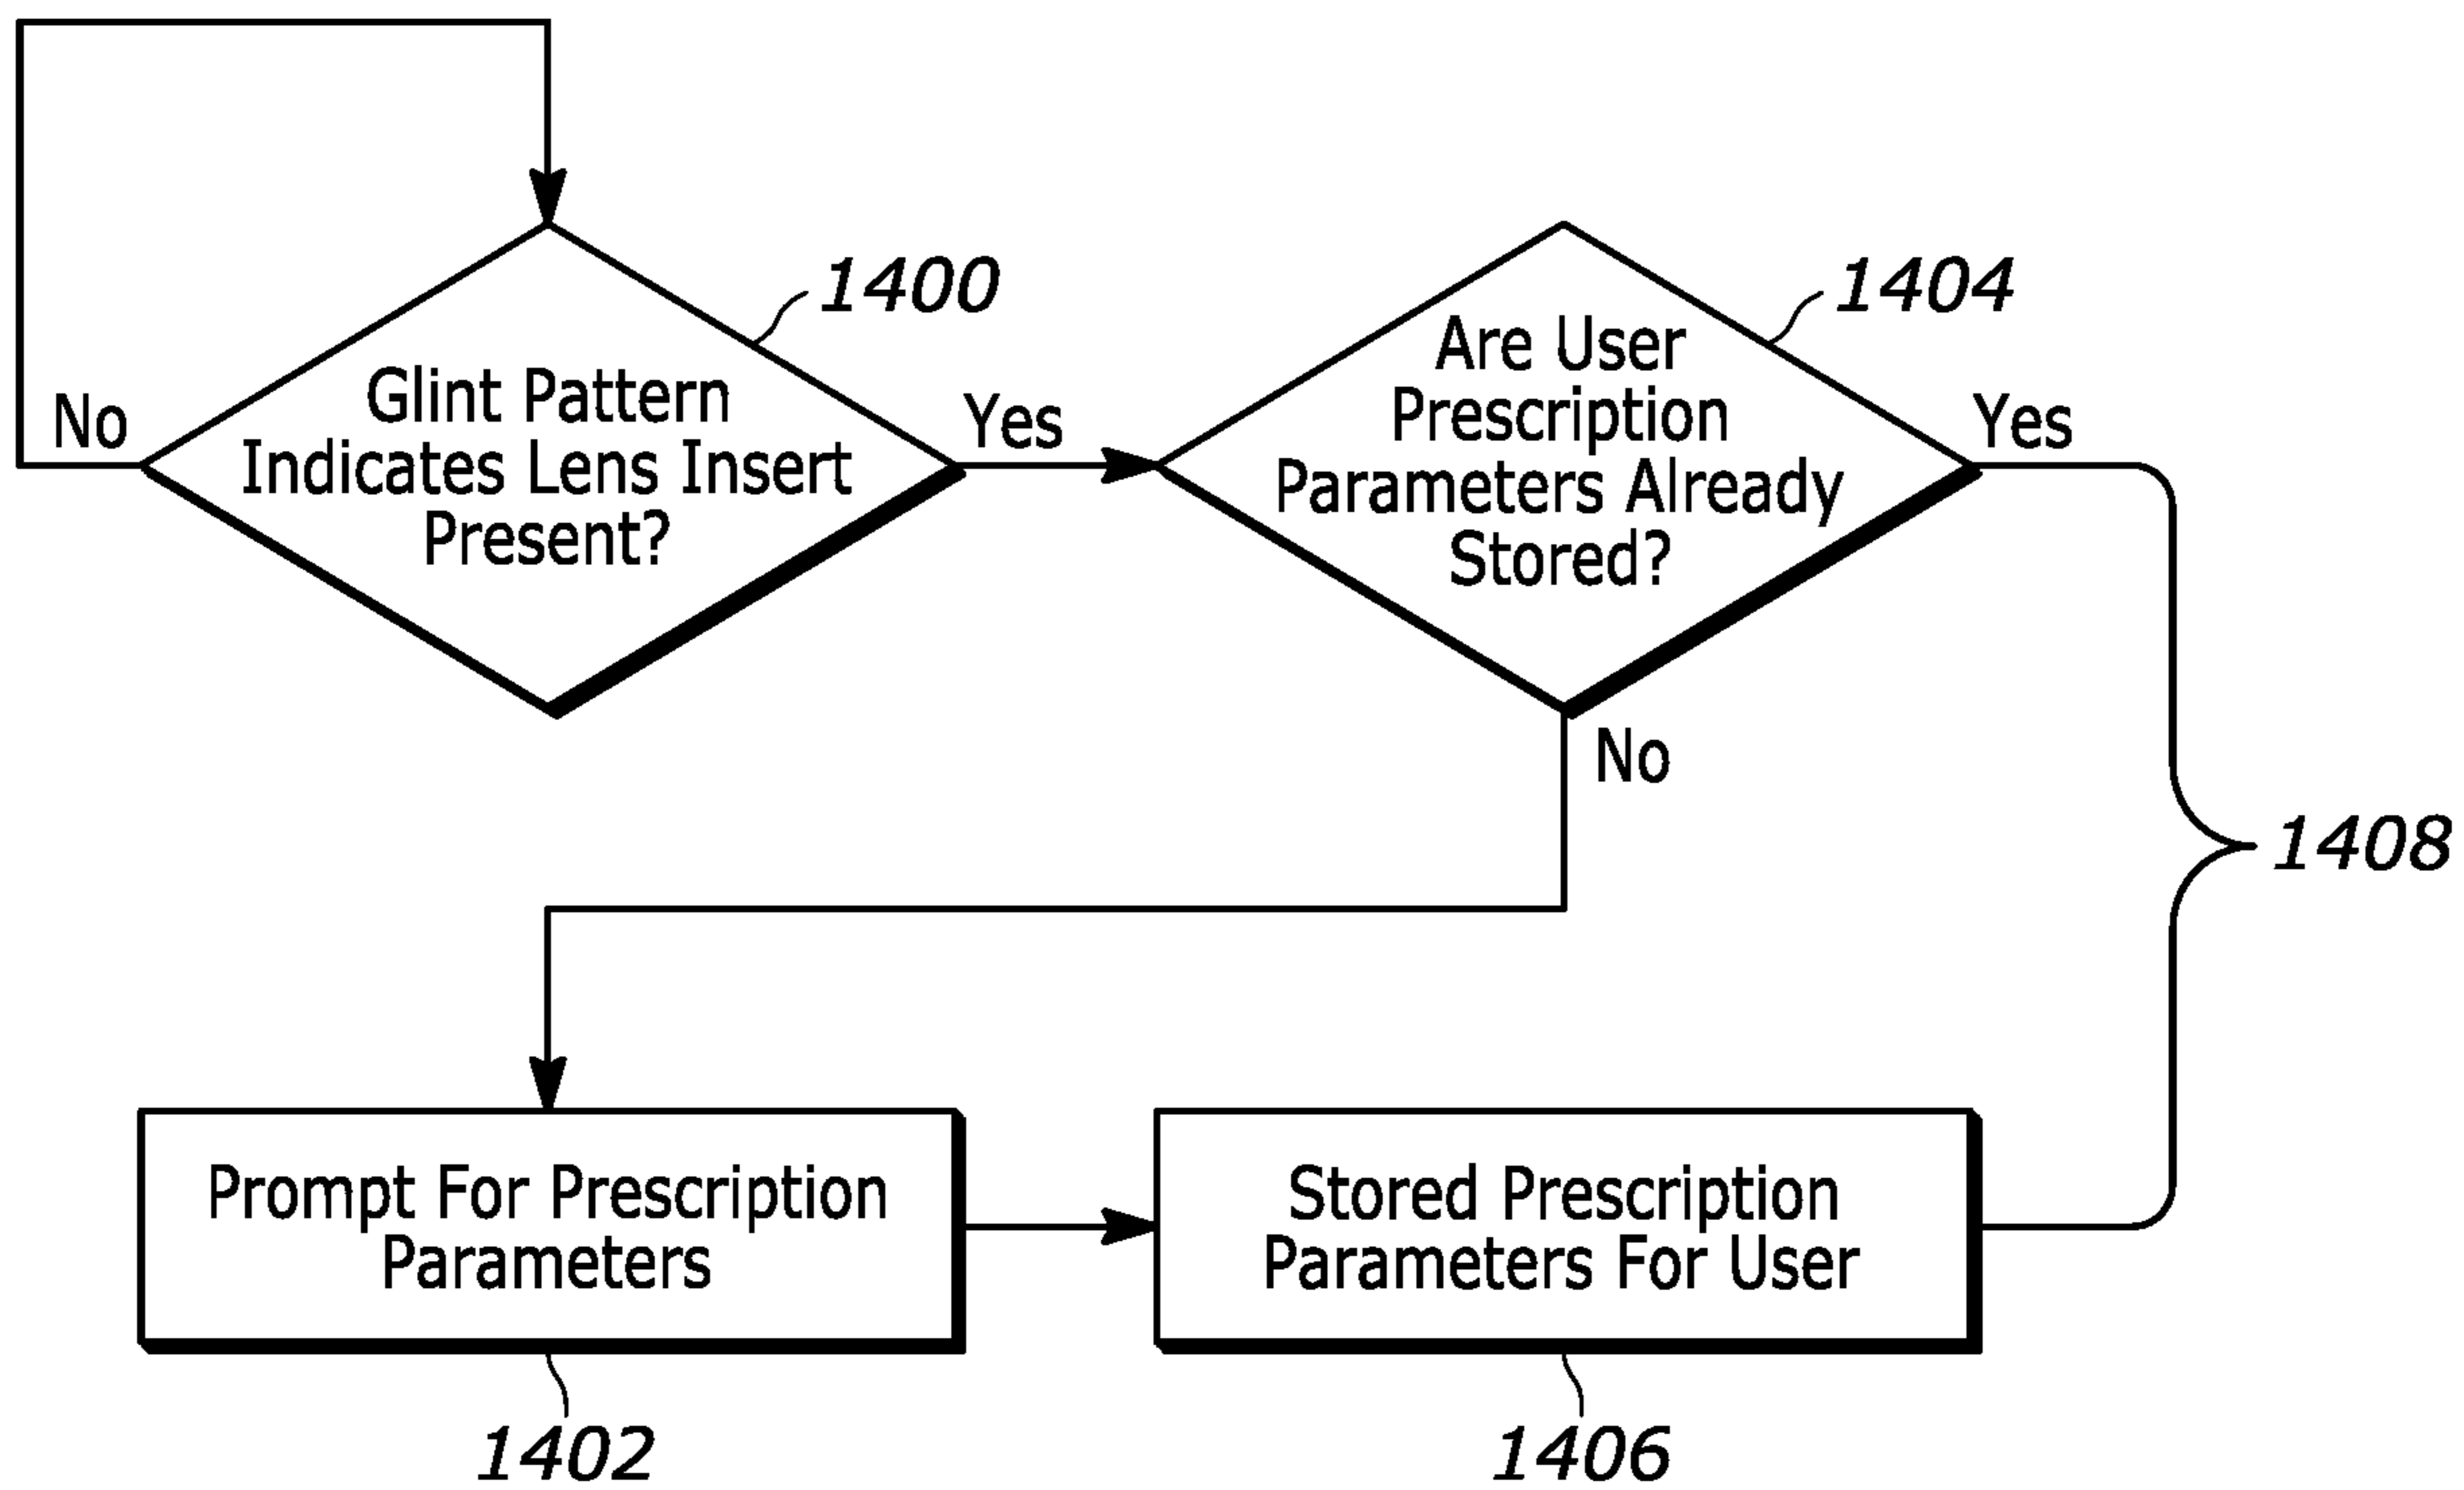 1400
Glint Pattern
Indicates Lens Insert
Present?
No
Yes
1404
Are User
Prescription
Parameters Already
Stored?
Yes
No
1408
Prompt For Prescription
Parameters
1402
Stored Prescription
Parameters For User
1406